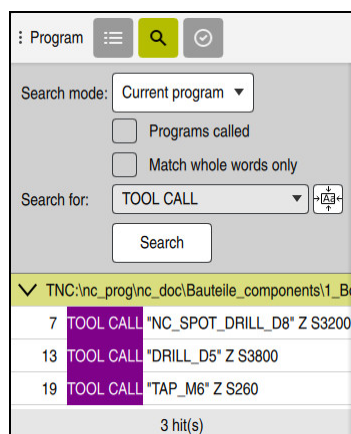 Program
Search mode: Current program
Programs called
Match whole words only
Search for: TOOL CALL
Search
TNC:\nc_prog\nc_doc\Bauteile_components\1_Bo
7 TOOL CALL "NC_SPOT_DRILL_D8" Z S3200
13 TOOL CALL "DRILL_D5" Z S3800
19 TOOL CALL "TAP_M6" Z S260
3 hit(s)